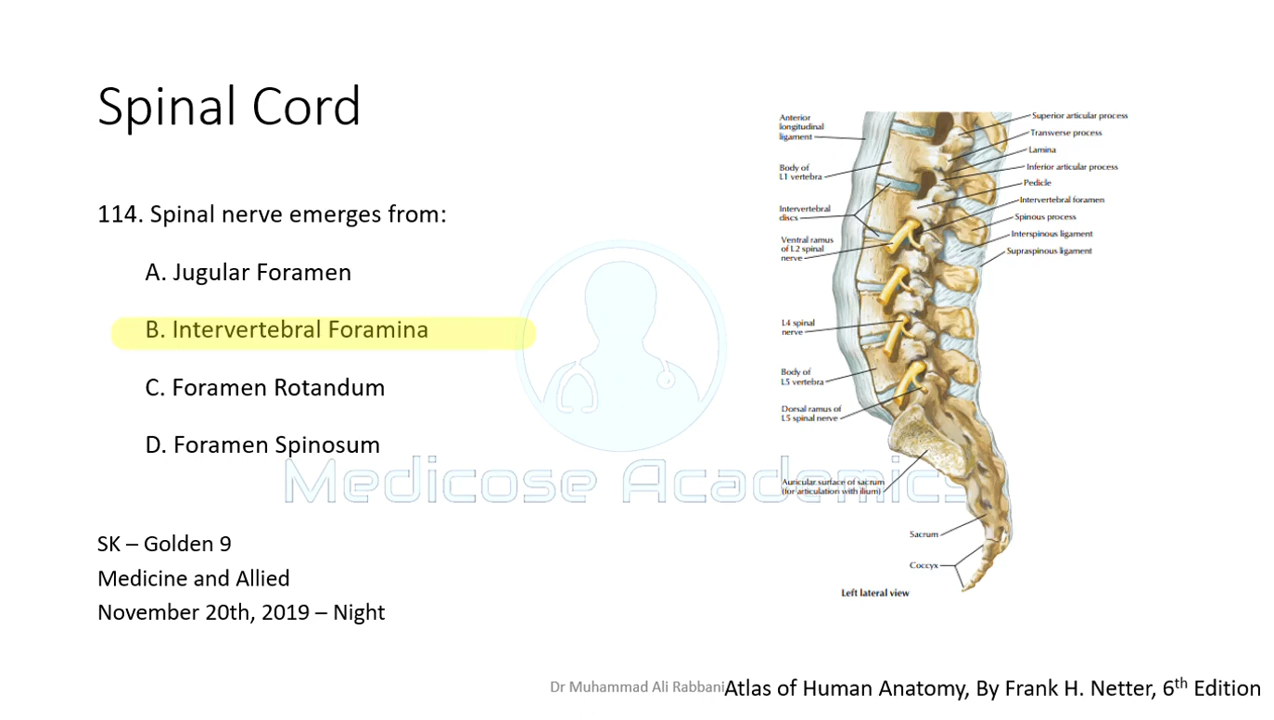 Spinal Cord
114. Spinal nerve emerges from:
A. Jugular Foramen
B. Intervertebral Foramina
C. Foramen Rotandum
D. Foramen Spinosum
Medicose Academics
SK – Golden 9
Medicine and Allied
November 20th, 2019 – Night
Anterior
longitudinal
ligament
Body of
L1 vertebra
Intervertebral
discs
Ventral ramus
of L2 spinal
nerve
L4 spinal
nerve
Body of
L5 vertebra
Dorsal ramus of
L5 spinal nerve
Auricular surface of sacrum
(for articulation with ilium)
Sacrum
Coccyx
Superior articular process
Transverse process
Lamina
Inferior articular process
Pedicle
Intervertebral foramen
Spinous process
Interspinous ligament
Supraspinous ligament
Left lateral view
Dr Muhammad Ali Rabbani
Atlas of Human Anatomy, By Frank H. Netter, 6th Edition